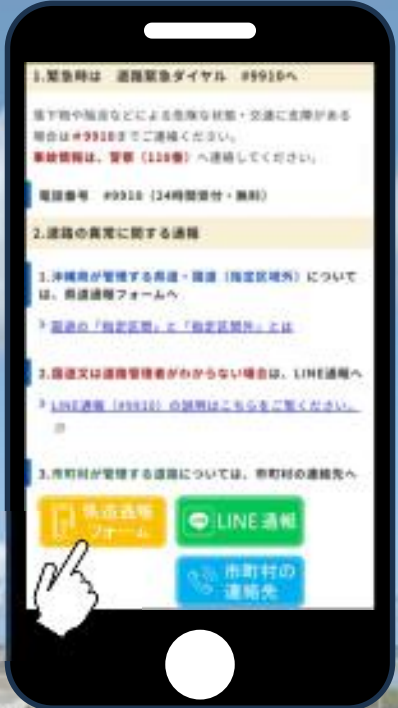 1.緊急時は 道路緊急ダイヤル #9910へ
落下物や陥没などによる危険な状態・交通に支障がある
場合は#9910までご連絡ください。
事故情報は、警察(110番)へ連絡してください。
電話番号 #9910(24時間受付・無料)
2.道路の異常に関する通報
1.沖縄県が管理する県道・国道(指定区域外)について
は、県道通報フォームへ
国道の「指定区間」と「指定区間外」とは
2.国道又は道路管理者がわからない場合は、LINE通報へ
LINE通報(#9910)の説明はこちらをご覧ください。
3.市町村が管理する道路については、市町村の連絡先へ
県道通報
フォーム
LINE通報
市町村の
連絡先